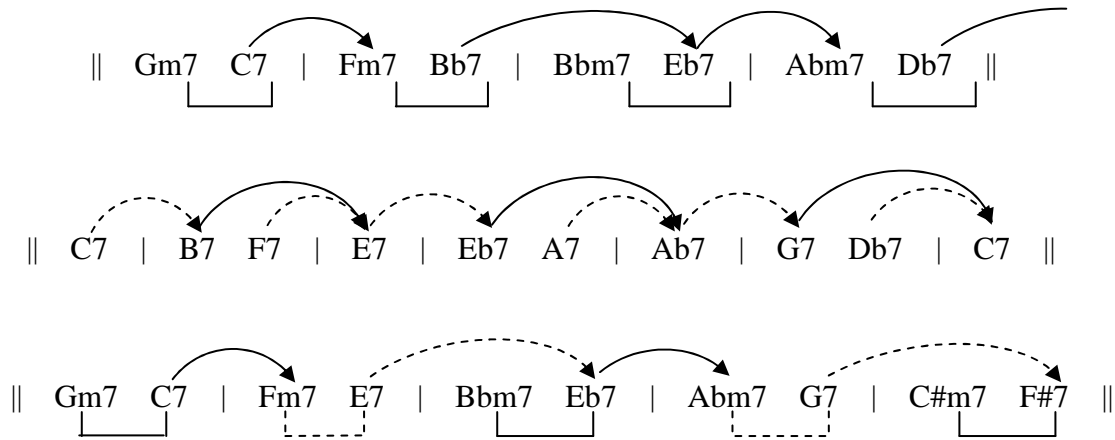 || Gm7 C7 | Fm7 Bb7 | Bbm7 Eb7 | Abm7 Db7 ||
|| C7 | B7 F7 | E7 | Eb7 A7 | Ab7 | G7 Db7 | C7 ||
|| Gm7 C7 | Fm7 E7 | Bbm7 Eb7 | Abm7 G7 | C#m7 F#7 ||